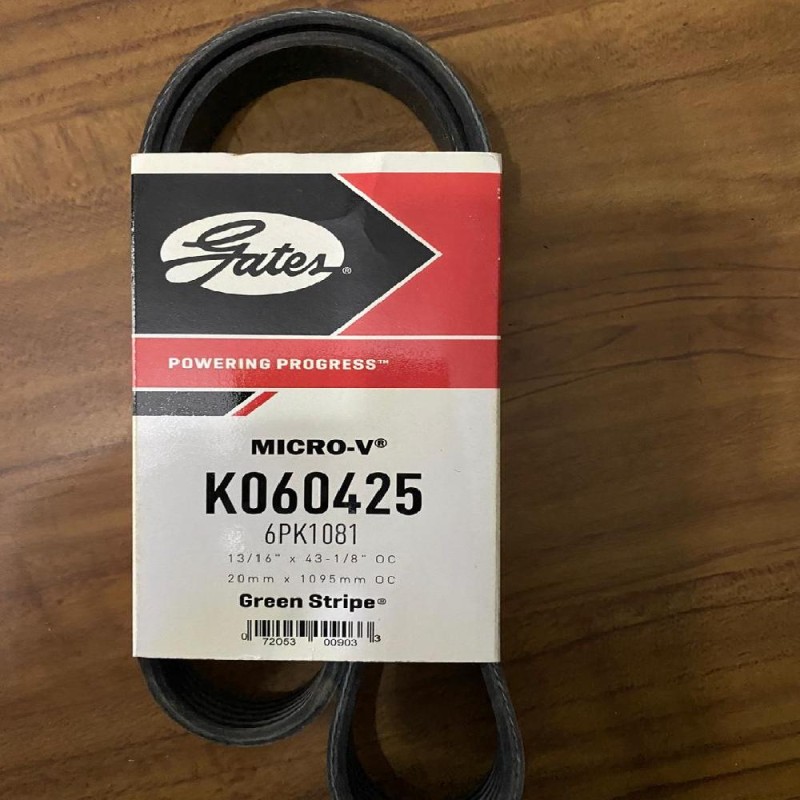 Gates®
POWERING PROGRESS™
MICRO-V®
K060425
6PK1081
13/16" x 43-1/8" OC
20mm x 1095mm OC
Green Stripe®
0 72053 00903 3